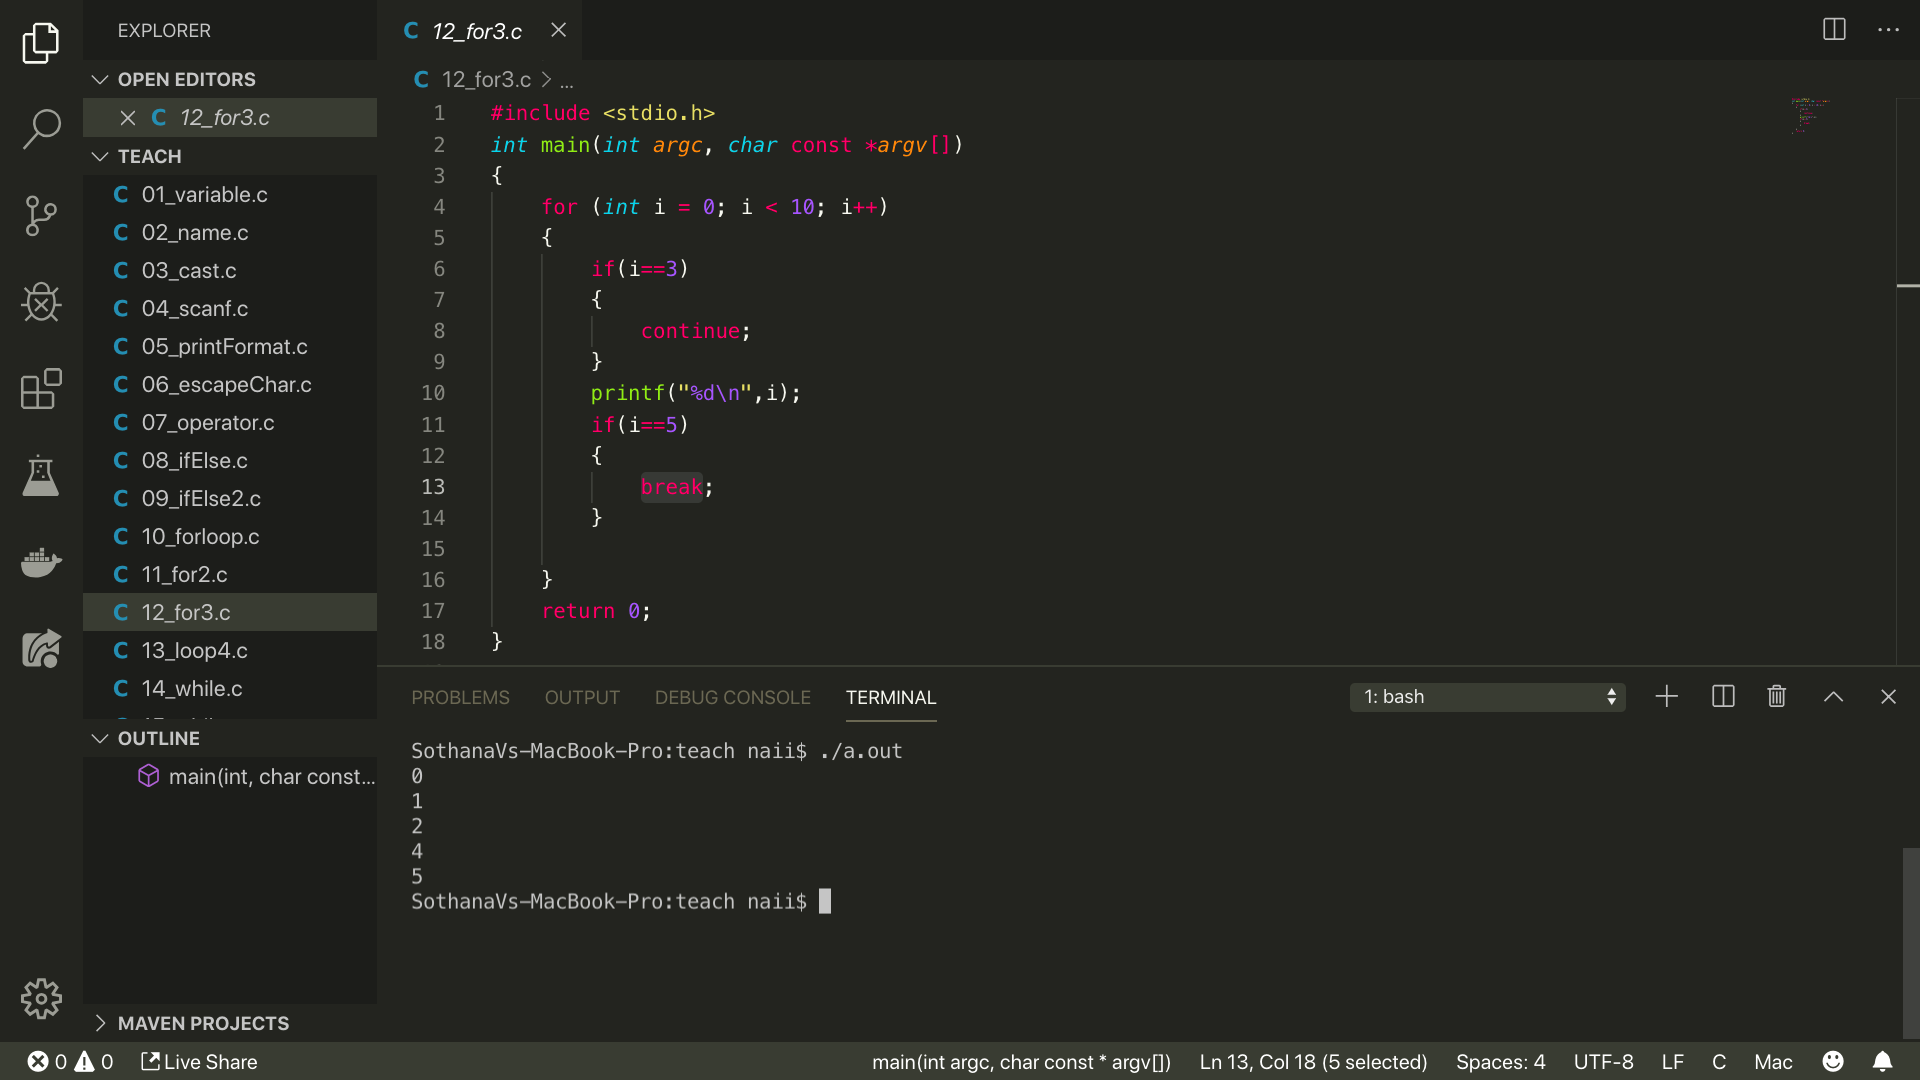 EXPLORER
OPEN EDITORS
C 12_for3.c
TEACH
C 01_variable.c
C 02_name.c
C 03_cast.c
C 04_scanf.c
C 05_printFormat.c
C 06_escapeChar.c
C 07_operator.c
C 08_ifElse.c
C 09_ifElse2.c
C 10_forloop.c
C 11_for2.c
C 12_for3.c
C 13_loop4.c
C 14_while.c
OUTLINE
main(int, char const...
MAVEN PROJECTS
C 12_for3.c
C 12_for3.c > ...
1 #include <stdio.h>
2 int main(int argc, char const *argv[])
3 {
4 for (int i = 0; i < 10; i++)
5 {
6 if(i==3)
7 {
8 continue;
9 }
10 printf("%d\n",i);
11 if(i==5)
12 {
13 break;
14 }
15
16 }
17 return 0;
18 }
PROBLEMS OUTPUT DEBUG CONSOLE TERMINAL 1: bash
SothanaVs-MacBook-Pro:teach naii$ ./a.out
0
1
2
4
5
SothanaVs-MacBook-Pro:teach naii$
0 0 Live Share main(int argc, char const * argv[]) Ln 13, Col 18 (5 selected) Spaces: 4 UTF-8 LF C Mac